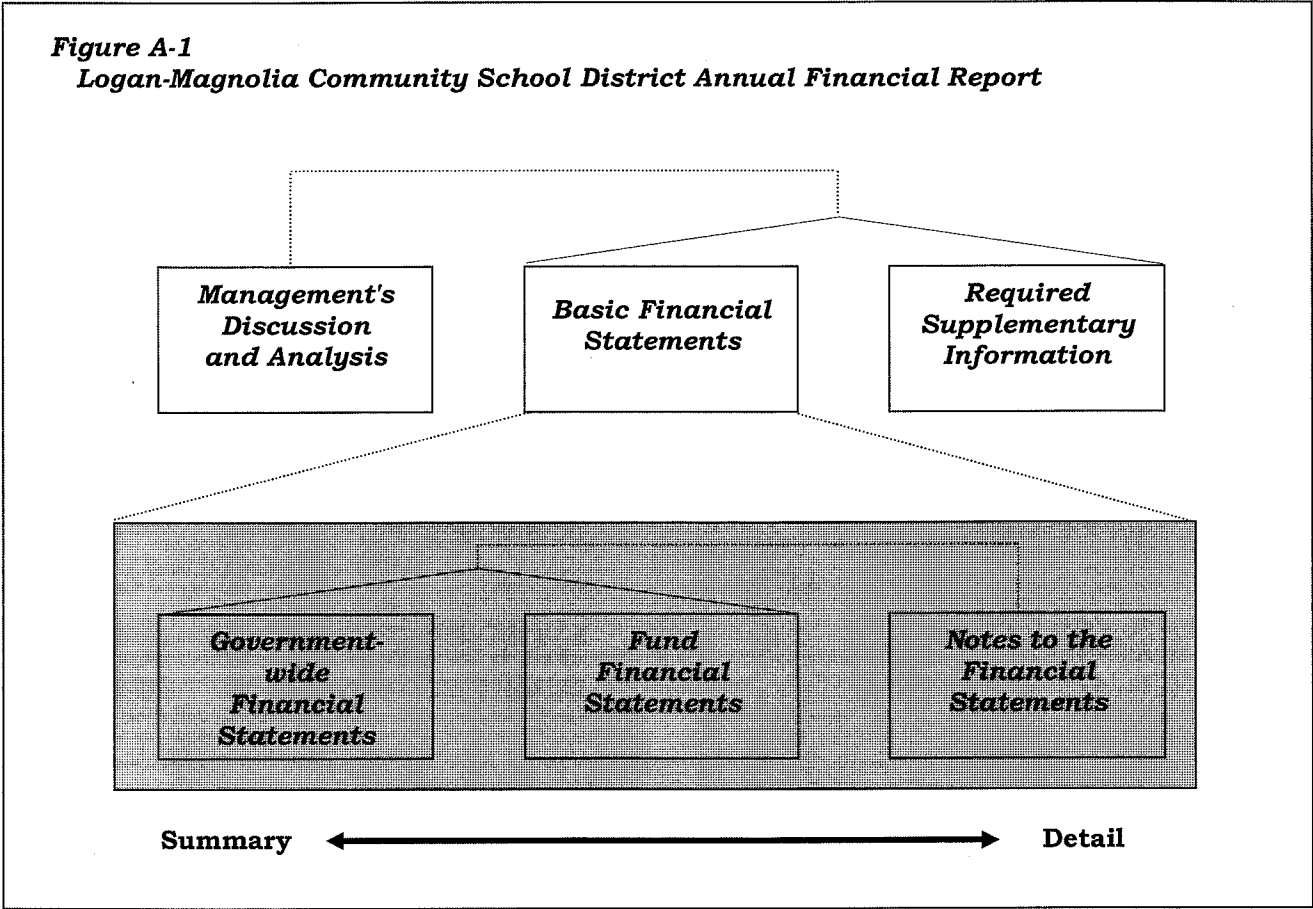 Figure A-1
Logan-Magnolia Community School District Annual Financial Report
Management's
Discussion
and Analysis
Basic Financial
Statements
Required
Supplementary
Information
Government-
wide
Financial
Statements
Fund
Financial
Statements
Notes to the
Financial
Statements
Summary
Detail